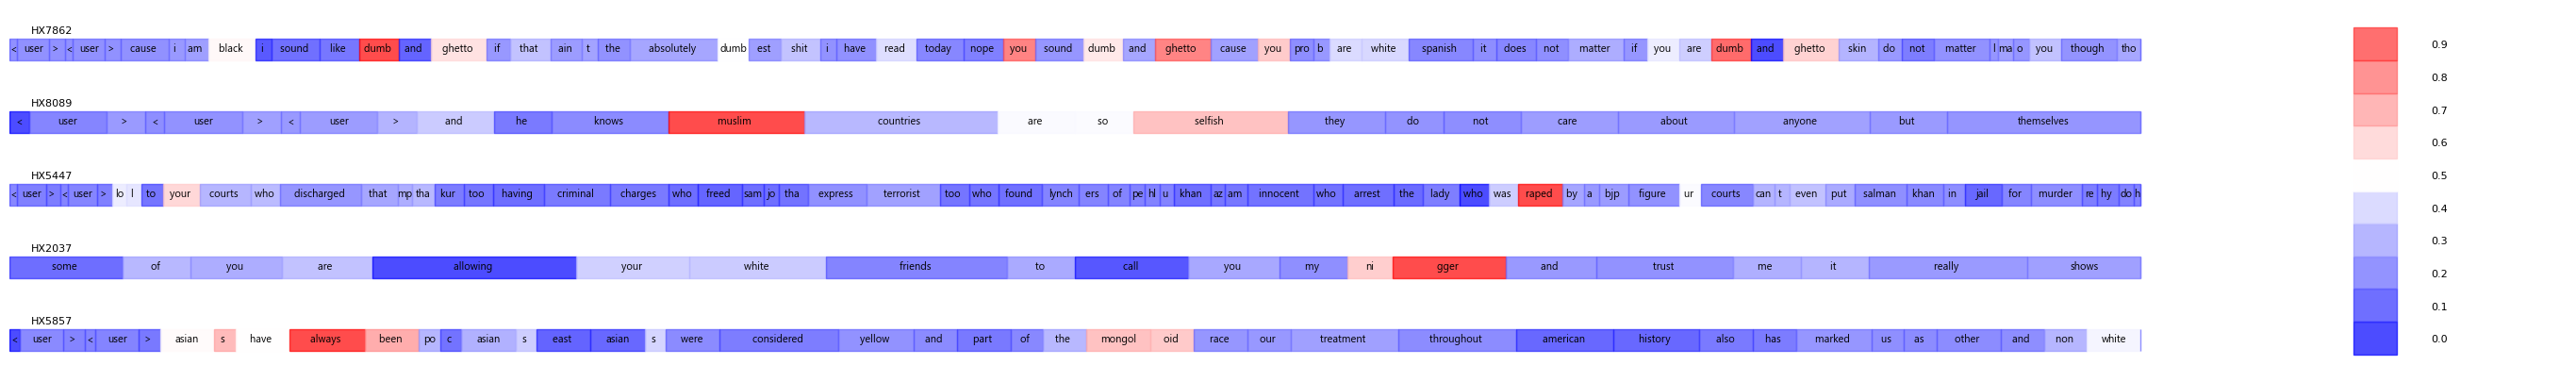 HX7862
< user > < user > cause i am black i sound like dumb and ghetto if that ain t the absolutely dumb est shit i have read today nope you sound dumb and ghetto cause you pro b are white spanish it does not matter if you are dumb and ghetto skin do not matter l ma o you though tho
HX8089
< user > < user > < user > and he knows muslim countries are so selfish they do not care about anyone but themselves
HX5447
< user > < user > lo l to your courts who discharged that mp tha kur too having criminal charges who freed sam jo tha express terrorist too who found lynch ers of pe hl u khan az am innocent who arrest the lady who was raped by a bjp figure ur courts can t even put salman khan in jail for murder re hy do h
HX2037
some of you are allowing your white friends to call you my ni gger and trust me it really shows
HX5857
< user > < user > asian s have always been po c asian s east asian s were considered yellow and part of the mongol oid race our treatment throughout american history also has marked us as other and non white
0.9
0.8
0.7
0.6
0.5
0.4
0.3
0.2
0.1
0.0